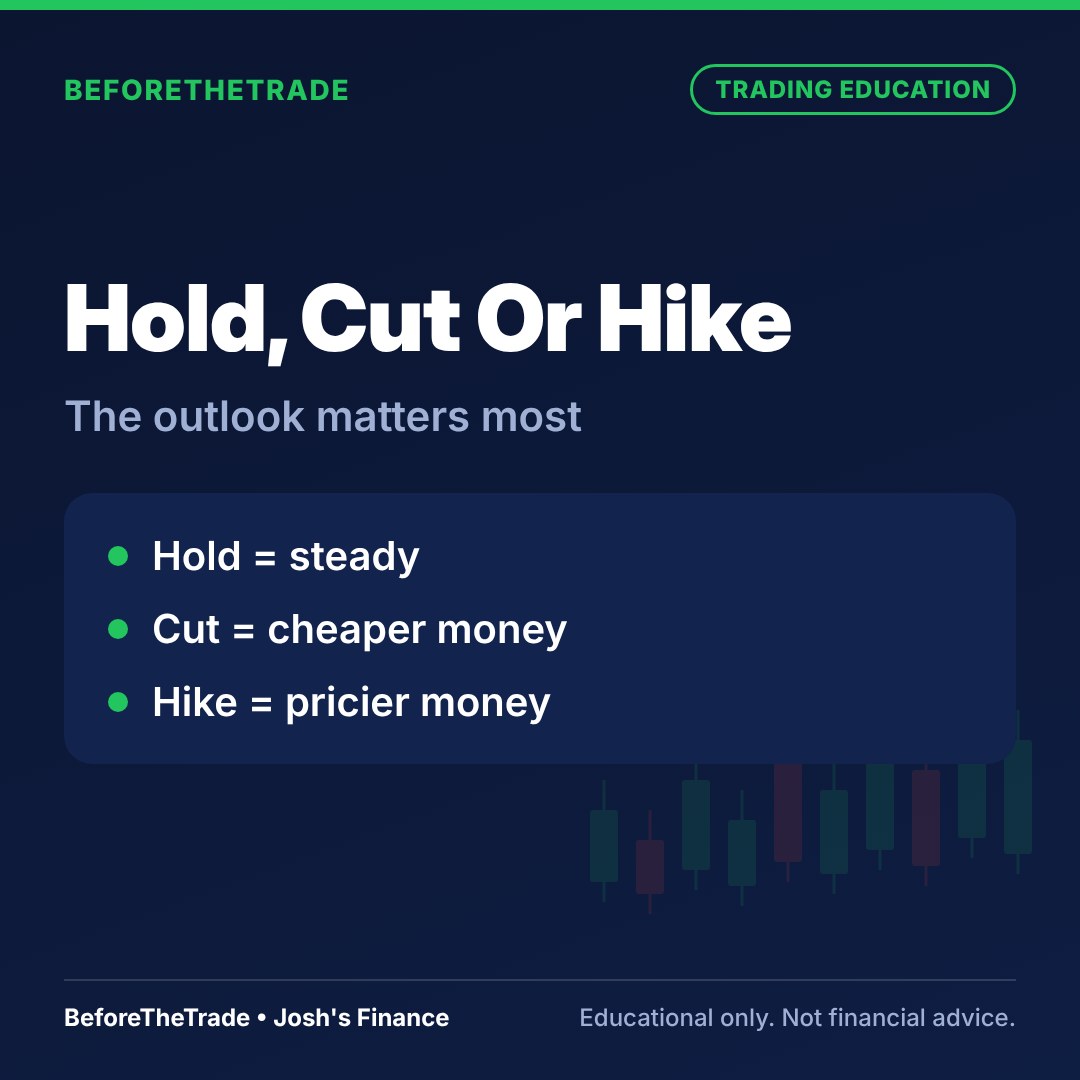 BEFORETHETRADE
TRADING EDUCATION
Hold, Cut Or Hike
The outlook matters most
Hold = steady
Cut = cheaper money
Hike = pricier money
BeforeTheTrade • Josh's Finance
Educational only. Not financial advice.